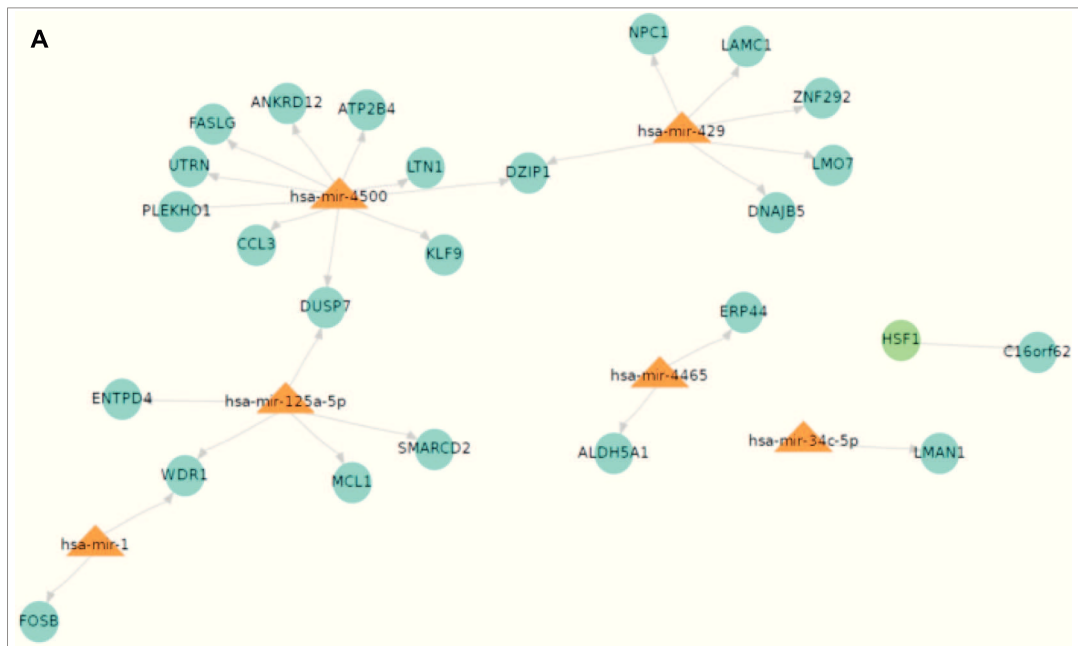 A
NPC1
LAMC1
ANKRD12
ATP2B4
ZNF292
FASLG
hsa-mir-429
UTRN
LTN1
DZIP1
LMO7
hsa-mir-4500
PLEKHO1
DNAJB5
CCL3
KLF9
DUSP7
ERP44
HSF1
C16orf62
hsa-mir-4465
ENTPD4
hsa-mir-125a-5p
hsa-mir-34c-5p
SMARCD2
ALDH5A1
LMAN1
WDR1
MCL1
hsa-mir-1
FOSB